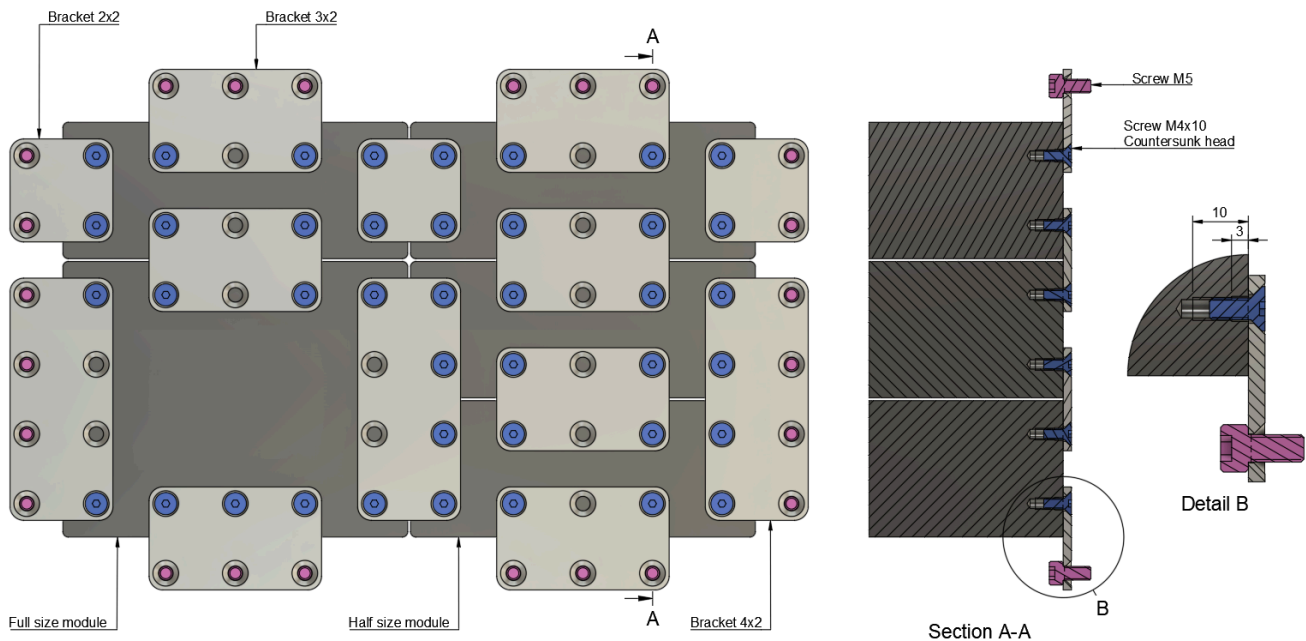 Bracket 2x2
Bracket 3x2
A
Screw M5
Screw M4x10
Countersunk head
10
3
Detail B
Full size module
Half size module
A
Bracket 4x2
B
Section A-A